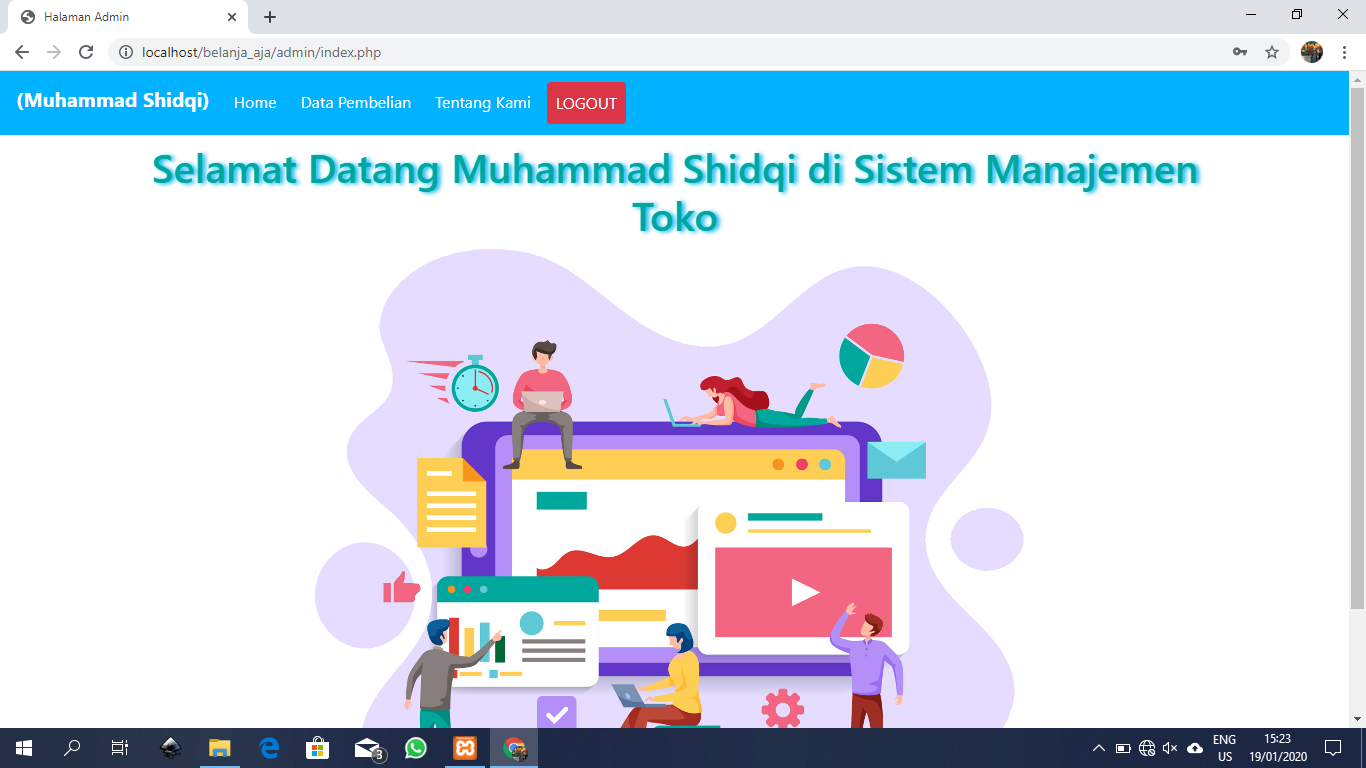 Halaman Admin
localhost/belanja_aja/admin/index.php
(Muhammad Shidqi) Home Data Pembelian Tentang Kami LOGOUT
Selamat Datang Muhammad Shidqi di Sistem Manajemen
Toko
3
ENG
US
15:23
19/01/2020